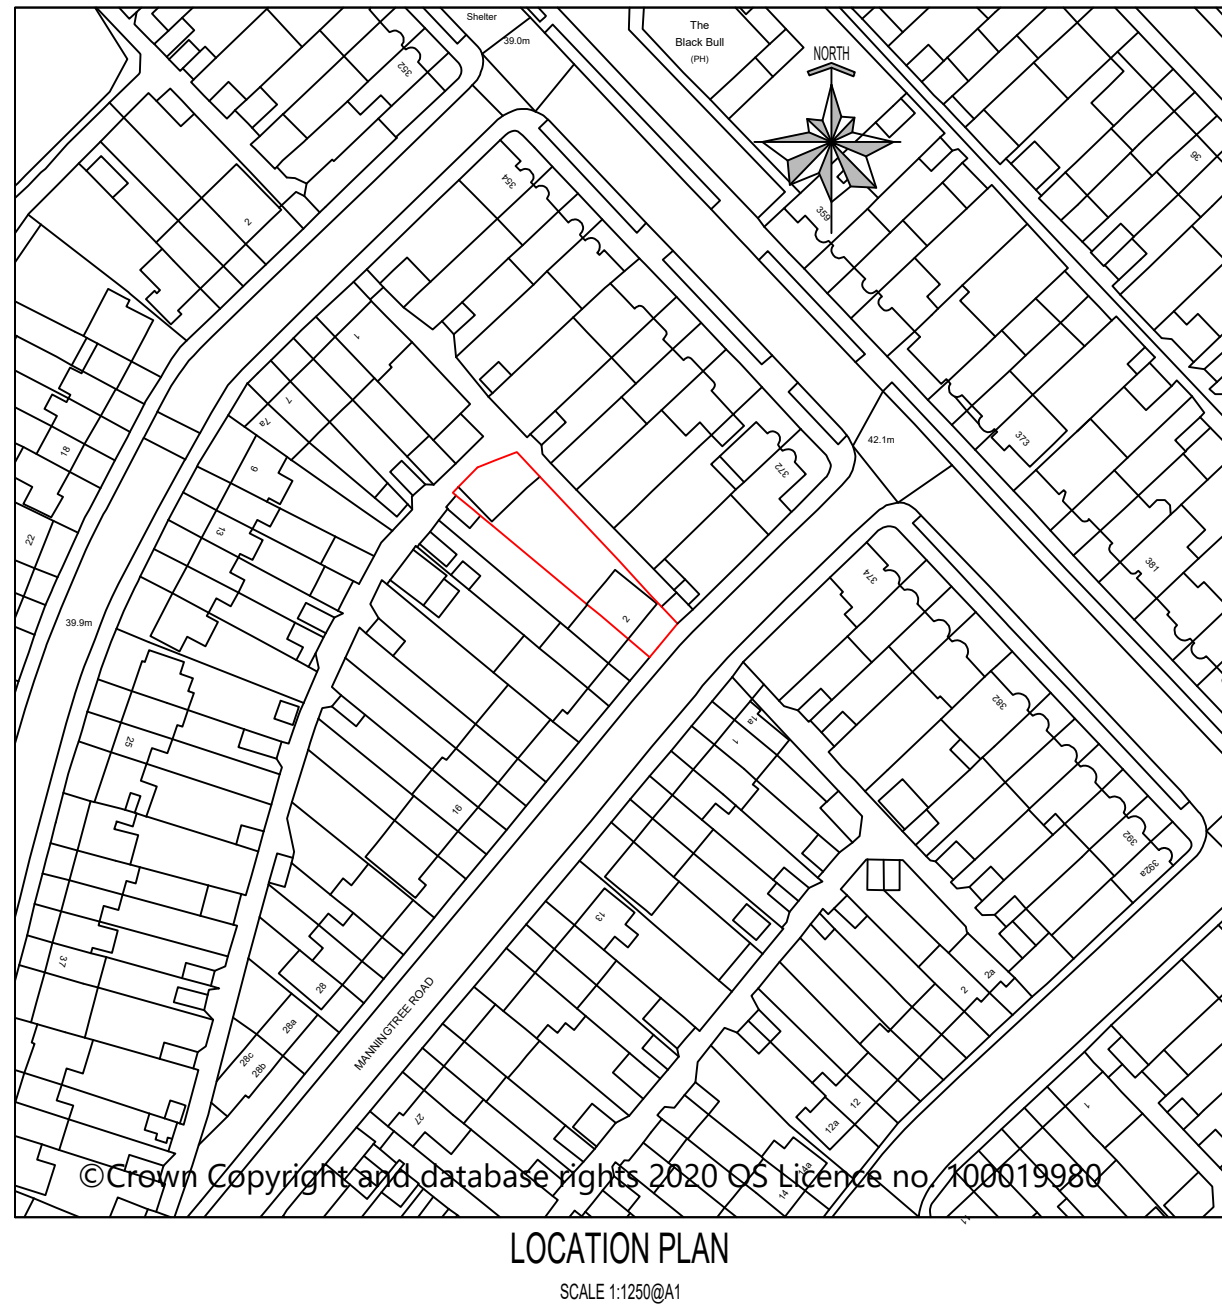 Shelter
39.0m
The
Black Bull
(PH)
NORTH
352
36
354
359
2
1
7
7a
42.1m
373
372
18
9
13
22
381
374
39.9m
2
382
1a
1
25
16
392
392a
13
37
28
2a
2
28a
MANNINGTREE ROAD
28c
28b
27
12
12a
1
14a
14
11
©Crown Copyright and database rights 2020 OS Licence no. 100019980
LOCATION PLAN
SCALE 1:1250@A1